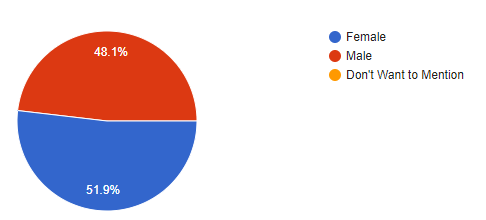 48.1%
51.9%
Female
Male
Don't Want to Mention